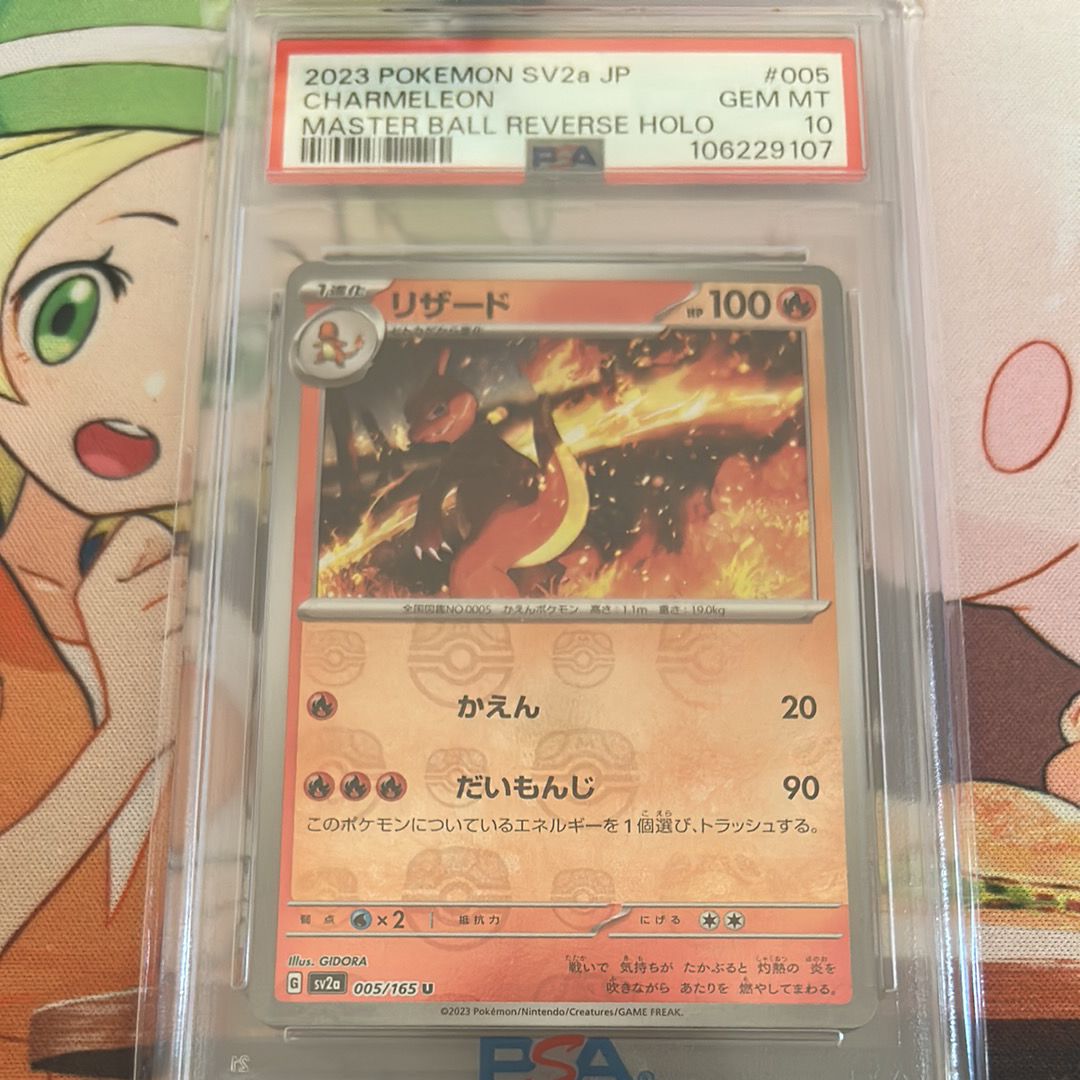 2023 POKEMON SV2a JP #005
CHARMELEON GEM MT
MASTER BALL REVERSE HOLO 10
PSA 106229107
1進化 リザード HP 100
全国図鑑NO.0005 かえんポケモン 高さ:1.1m 重さ:19.0kg
かえん 20
だいもんじ 90
このポケモンについているエネルギーを1個選び、トラッシュする。
弱点 ×2 抵抗力 にげる
Illus. GIDORA
戦いで 気持ちが たかぶると 灼熱の 炎を
吹きながら あたりを 燃やしてまわる。
G sv2a 005/165 U
©2023 Pokémon/Nintendo/Creatures/GAME FREAK.
PSA